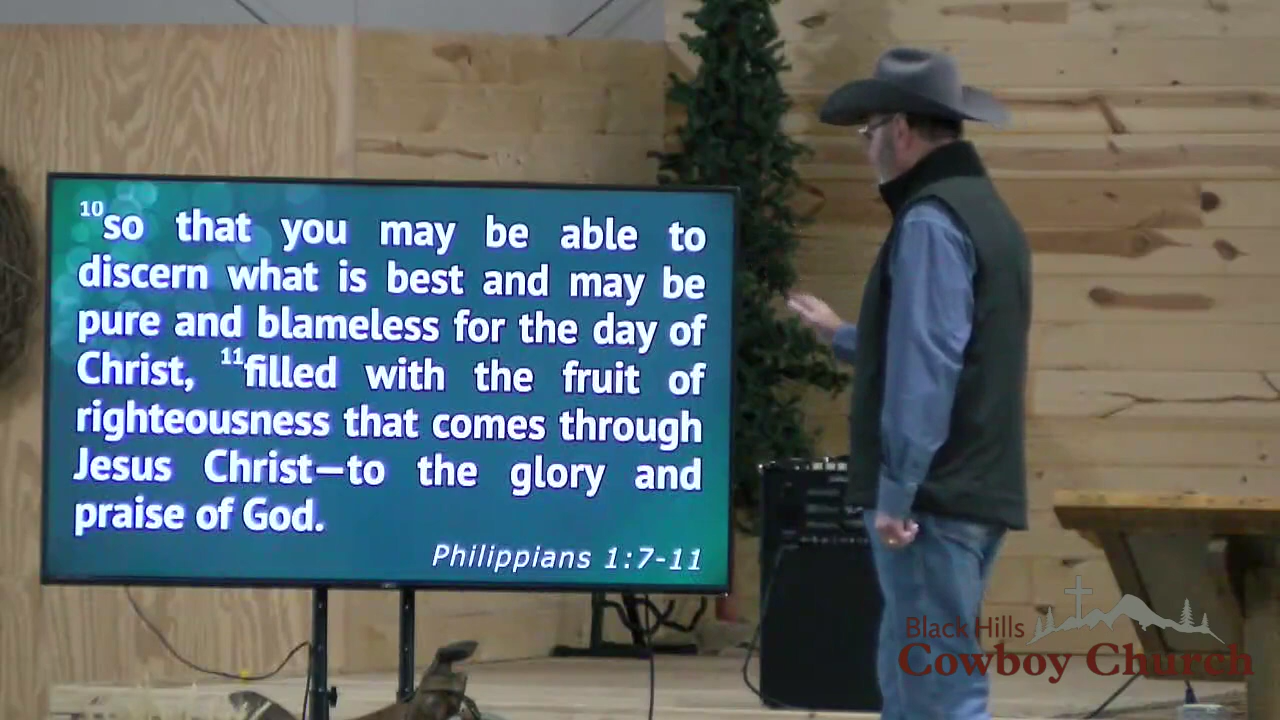 10so that you may be able to
discern what is best and may be
pure and blameless for the day of
Christ, 11filled with the fruit of
righteousness that comes through
Jesus Christ—to the glory and
praise of God.
Philippians 1:7-11
Black Hills
Cowboy Church